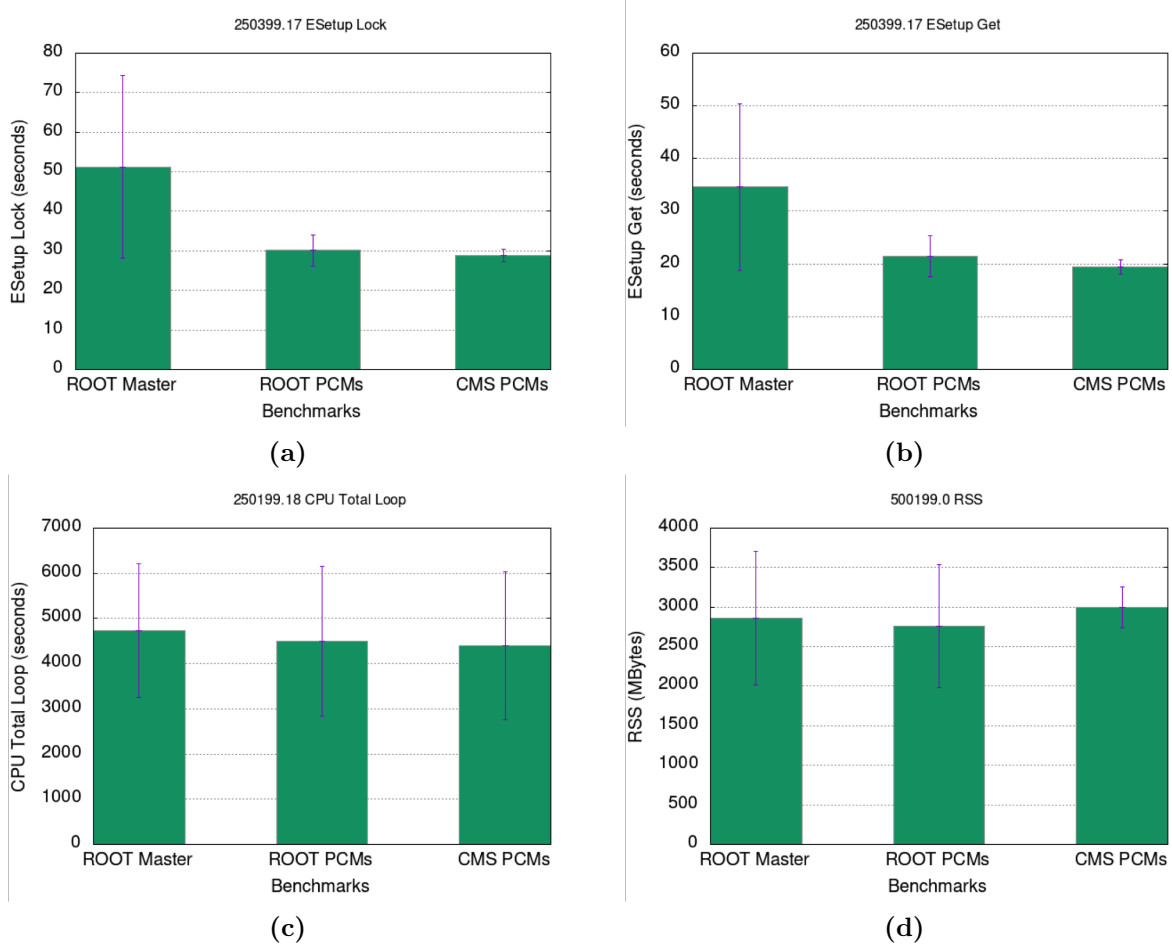 250399.17 ESetup Lock
80
70
60
50
40
30
20
10
0
ESetup Lock (seconds)
ROOT Master ROOT PCMs CMS PCMs
Benchmarks
(a)
250399.17 ESetup Get
60
50
40
30
20
10
0
ESetup Get (seconds)
ROOT Master ROOT PCMs CMS PCMs
Benchmarks
(b)
250199.18 CPU Total Loop
7000
6000
5000
4000
3000
2000
1000
0
CPU Total Loop (seconds)
ROOT Master ROOT PCMs CMS PCMs
Benchmarks
(c)
500199.0 RSS
4000
3500
3000
2500
2000
1500
1000
500
0
RSS (MBytes)
ROOT Master ROOT PCMs CMS PCMs
Benchmarks
(d)